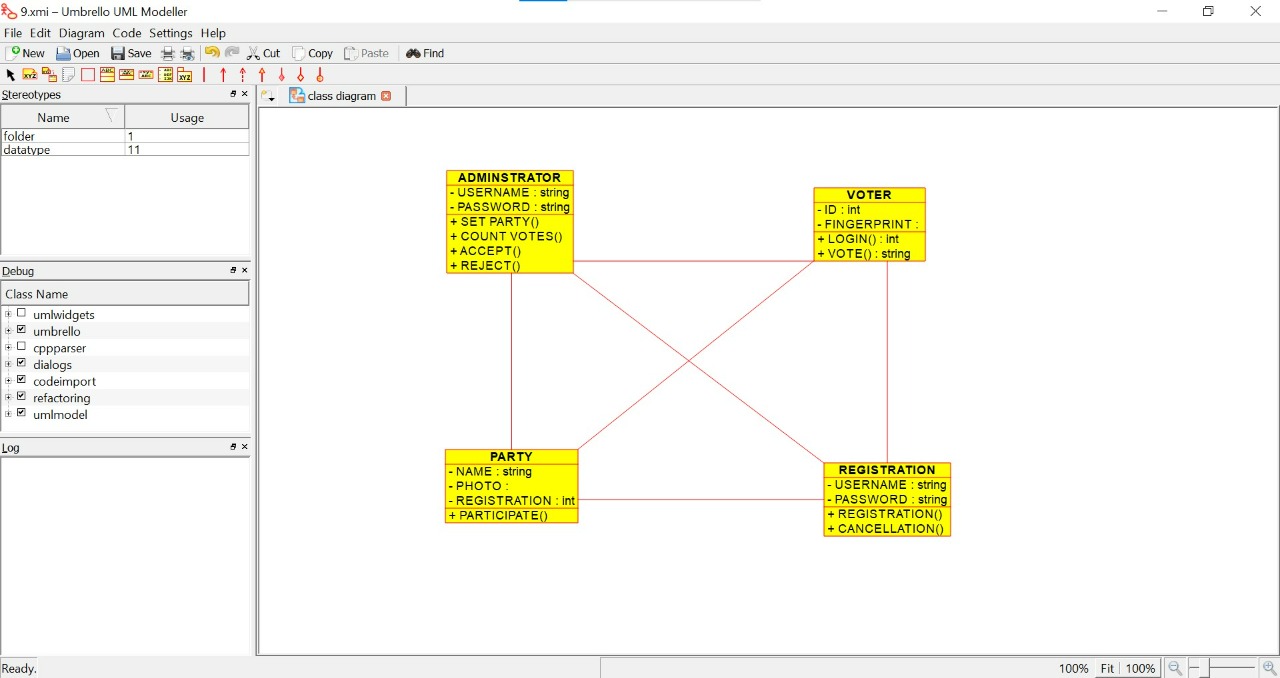 9.xmi – Umbrello UML Modeller
File Edit Diagram Code Settings Help
New Open Save Cut Copy Paste Find
Stereotypes
class diagram
Name Usage
folder 1
datatype 11
Debug
Class Name
umlwidgets
umbrello
cppparser
dialogs
codeimport
refactoring
umlmodel
Log
ADMINSTRATOR
- USERNAME : string
- PASSWORD : string
+ SET PARTY()
+ COUNT VOTES()
+ ACCEPT()
+ REJECT()
VOTER
- ID : int
- FINGERPRINT :
+ LOGIN() : int
+ VOTE() : string
PARTY
- NAME : string
- PHOTO :
- REGISTRATION : int
+ PARTICIPATE()
REGISTRATION
- USERNAME : string
- PASSWORD : string
+ REGISTRATION()
+ CANCELLATION()
Ready.
100% Fit 100%